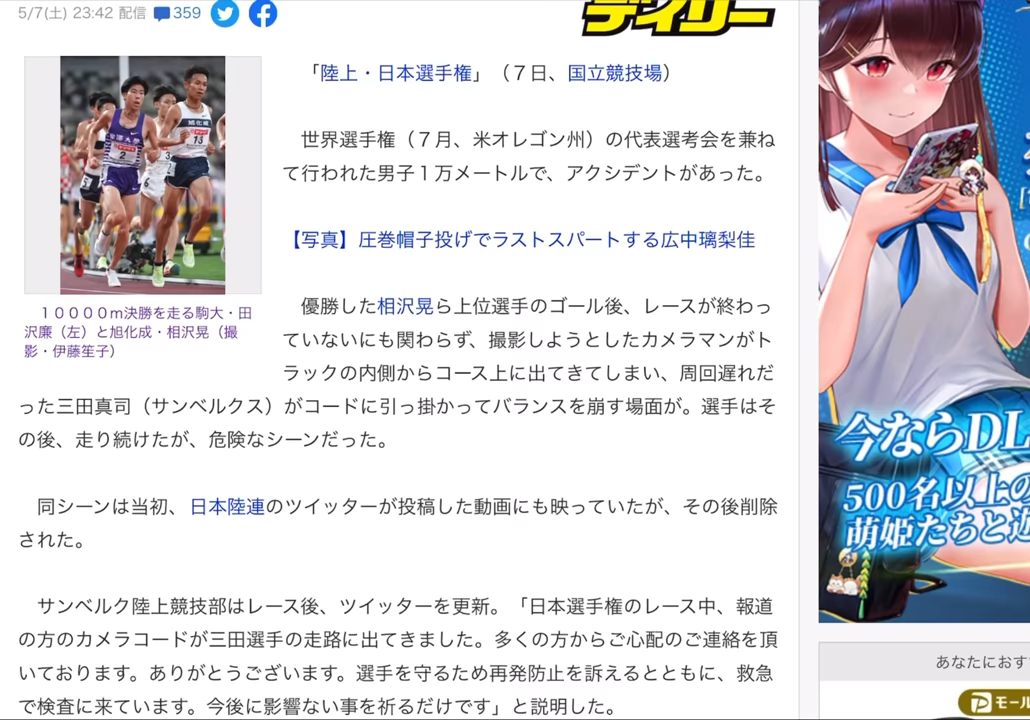 5/7(土) 23:42 配信 359
デイリー
「陸上・日本選手権」（７日、国立競技場）
世界選手権（７月、米オレゴン州）の代表選考会を兼ね
て行われた男子１万メートルで、アクシデントがあった。
【写真】圧巻帽子投げでラストスパートする広中璃梨佳
１００００ｍ決勝を走る駒大・田
沢廉（左）と旭化成・相沢晃（撮
影・伊藤笙子）
優勝した相沢晃ら上位選手のゴール後、レースが終わっ
ていないにも関わらず、撮影しようとしたカメラマンがト
ラックの内側からコース上に出てきてしまい、周回遅れだ
った三田真司（サンベルクス）がコードに引っ掛かってバランスを崩す場面が。選手はそ
の後、走り続けたが、危険なシーンだった。
同シーンは当初、日本陸連のツイッターが投稿した動画にも映っていたが、その後削除
された。
サンベルク陸上競技部はレース後、ツイッターを更新。「日本選手権のレース中、報道
の方のカメラコードが三田選手の走路に出てきました。多くの方からご心配のご連絡を頂
いております。ありがとうございます。選手を守るため再発防止を訴えるとともに、救急
で検査に来ています。今後に影響ない事を祈るだけです」と説明した。
今ならDL
500名以上の
萌姫たちと
あなたにおす
モール